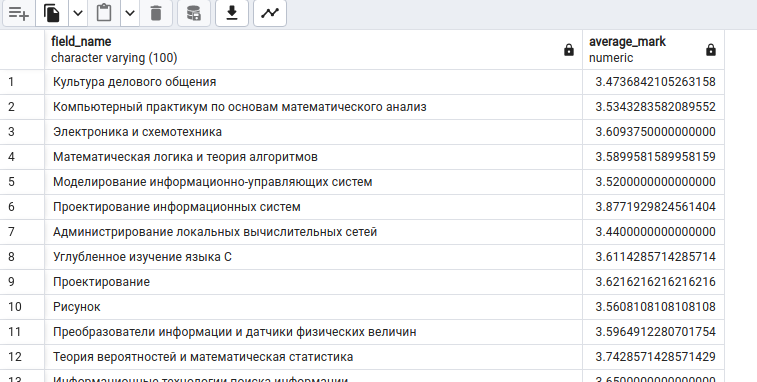 field_name average_mark
character varying (100) numeric
1 Культура делового общения 3.4736842105263158
2 Компьютерный практикум по основам математического анализ 3.5343283582089552
3 Электроника и схемотехника 3.6093750000000000
4 Математическая логика и теория алгоритмов 3.5899581589958159
5 Моделирование информационно-управляющих систем 3.5200000000000000
6 Проектирование информационных систем 3.8771929824561404
7 Администрирование локальных вычислительных сетей 3.4400000000000000
8 Углубленное изучение языка С 3.6114285714285714
9 Проектирование 3.6216216216216216
10 Рисунок 3.5608108108108108
11 Преобразователи информации и датчики физических величин 3.5964912280701754
12 Теория вероятностей и математическая статистика 3.7428571428571429
13 Информационные технологии поиска информации 3.6500000000000000